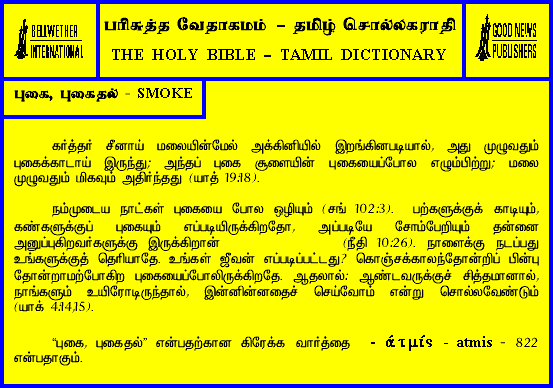 BELLWETHER
INTERNATIONAL
பரிசுத்த வேதாகமம் – தமிழ் சொல்லகராதி
THE HOLY BIBLE – TAMIL DICTIONARY
GOOD NEWS
PUBLISHERS
புகை, புகைதல் - SMOKE
கர்த்தர் சீனாய் மலையின்மேல் அக்கினியில் இறங்கினபடியால், அது முழுவதும்
புகைக்காடாய் இருந்து; அந்தப் புகை சூளையின் புகையைப்போல எழும்பிற்று; மலை
முழுவதும் மிகவும் அதிர்ந்தது (யாத் 19:18).
நம்முடைய நாட்கள் புகையை போல ஒழியும் (சங் 102:3). பற்களுக்குக் காடியும்,
கண்களுக்குப் புகையும் எப்படியிருக்கிறதோ, அப்படியே சோம்பேறியும் தன்னை
அனுப்புகிறவர்களுக்கு இருக்கிறான் (நீதி 10:26). நாளைக்கு நடப்பது
உங்களுக்குத் தெரியாதே. உங்கள் ஜீவன் எப்படிப்பட்டது? கொஞ்சக்காலந்தோன்றிப் பின்பு
தோன்றாமற்போகிற புகையைப்போலிருக்கிறதே. ஆதலால்: ஆண்டவருக்குச் சித்தமானால்,
நாங்களும் உயிரோடிருந்தால், இன்னின்னதைச் செய்வோம் என்று சொல்லவேண்டும்
(யாக் 4:14,15).
“புகை, புகைதல்” என்பதற்கான கிரேக்க வார்த்தை - άτμίς - atmis - 822
என்பதாகும்.